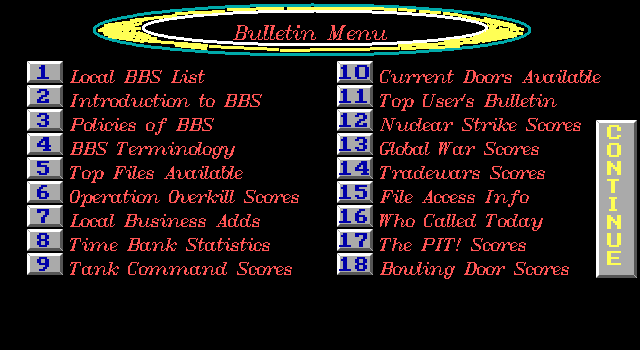 Bulletin Menu
1 Local BBS List
2 Introduction to BBS
3 Policies of BBS
4 BBS Terminology
5 Top Files Available
6 Operation Overkill Scores
7 Local Business Adds
8 Time Bank Statistics
9 Tank Command Scores
10 Current Doors Available
11 Top User's Bulletin
12 Nuclear Strike Scores
13 Global War Scores
14 Tradewars Scores
15 File Access Info
16 Who Called Today
17 The PIT! Scores
18 Bowling Door Scores
CONTINUE